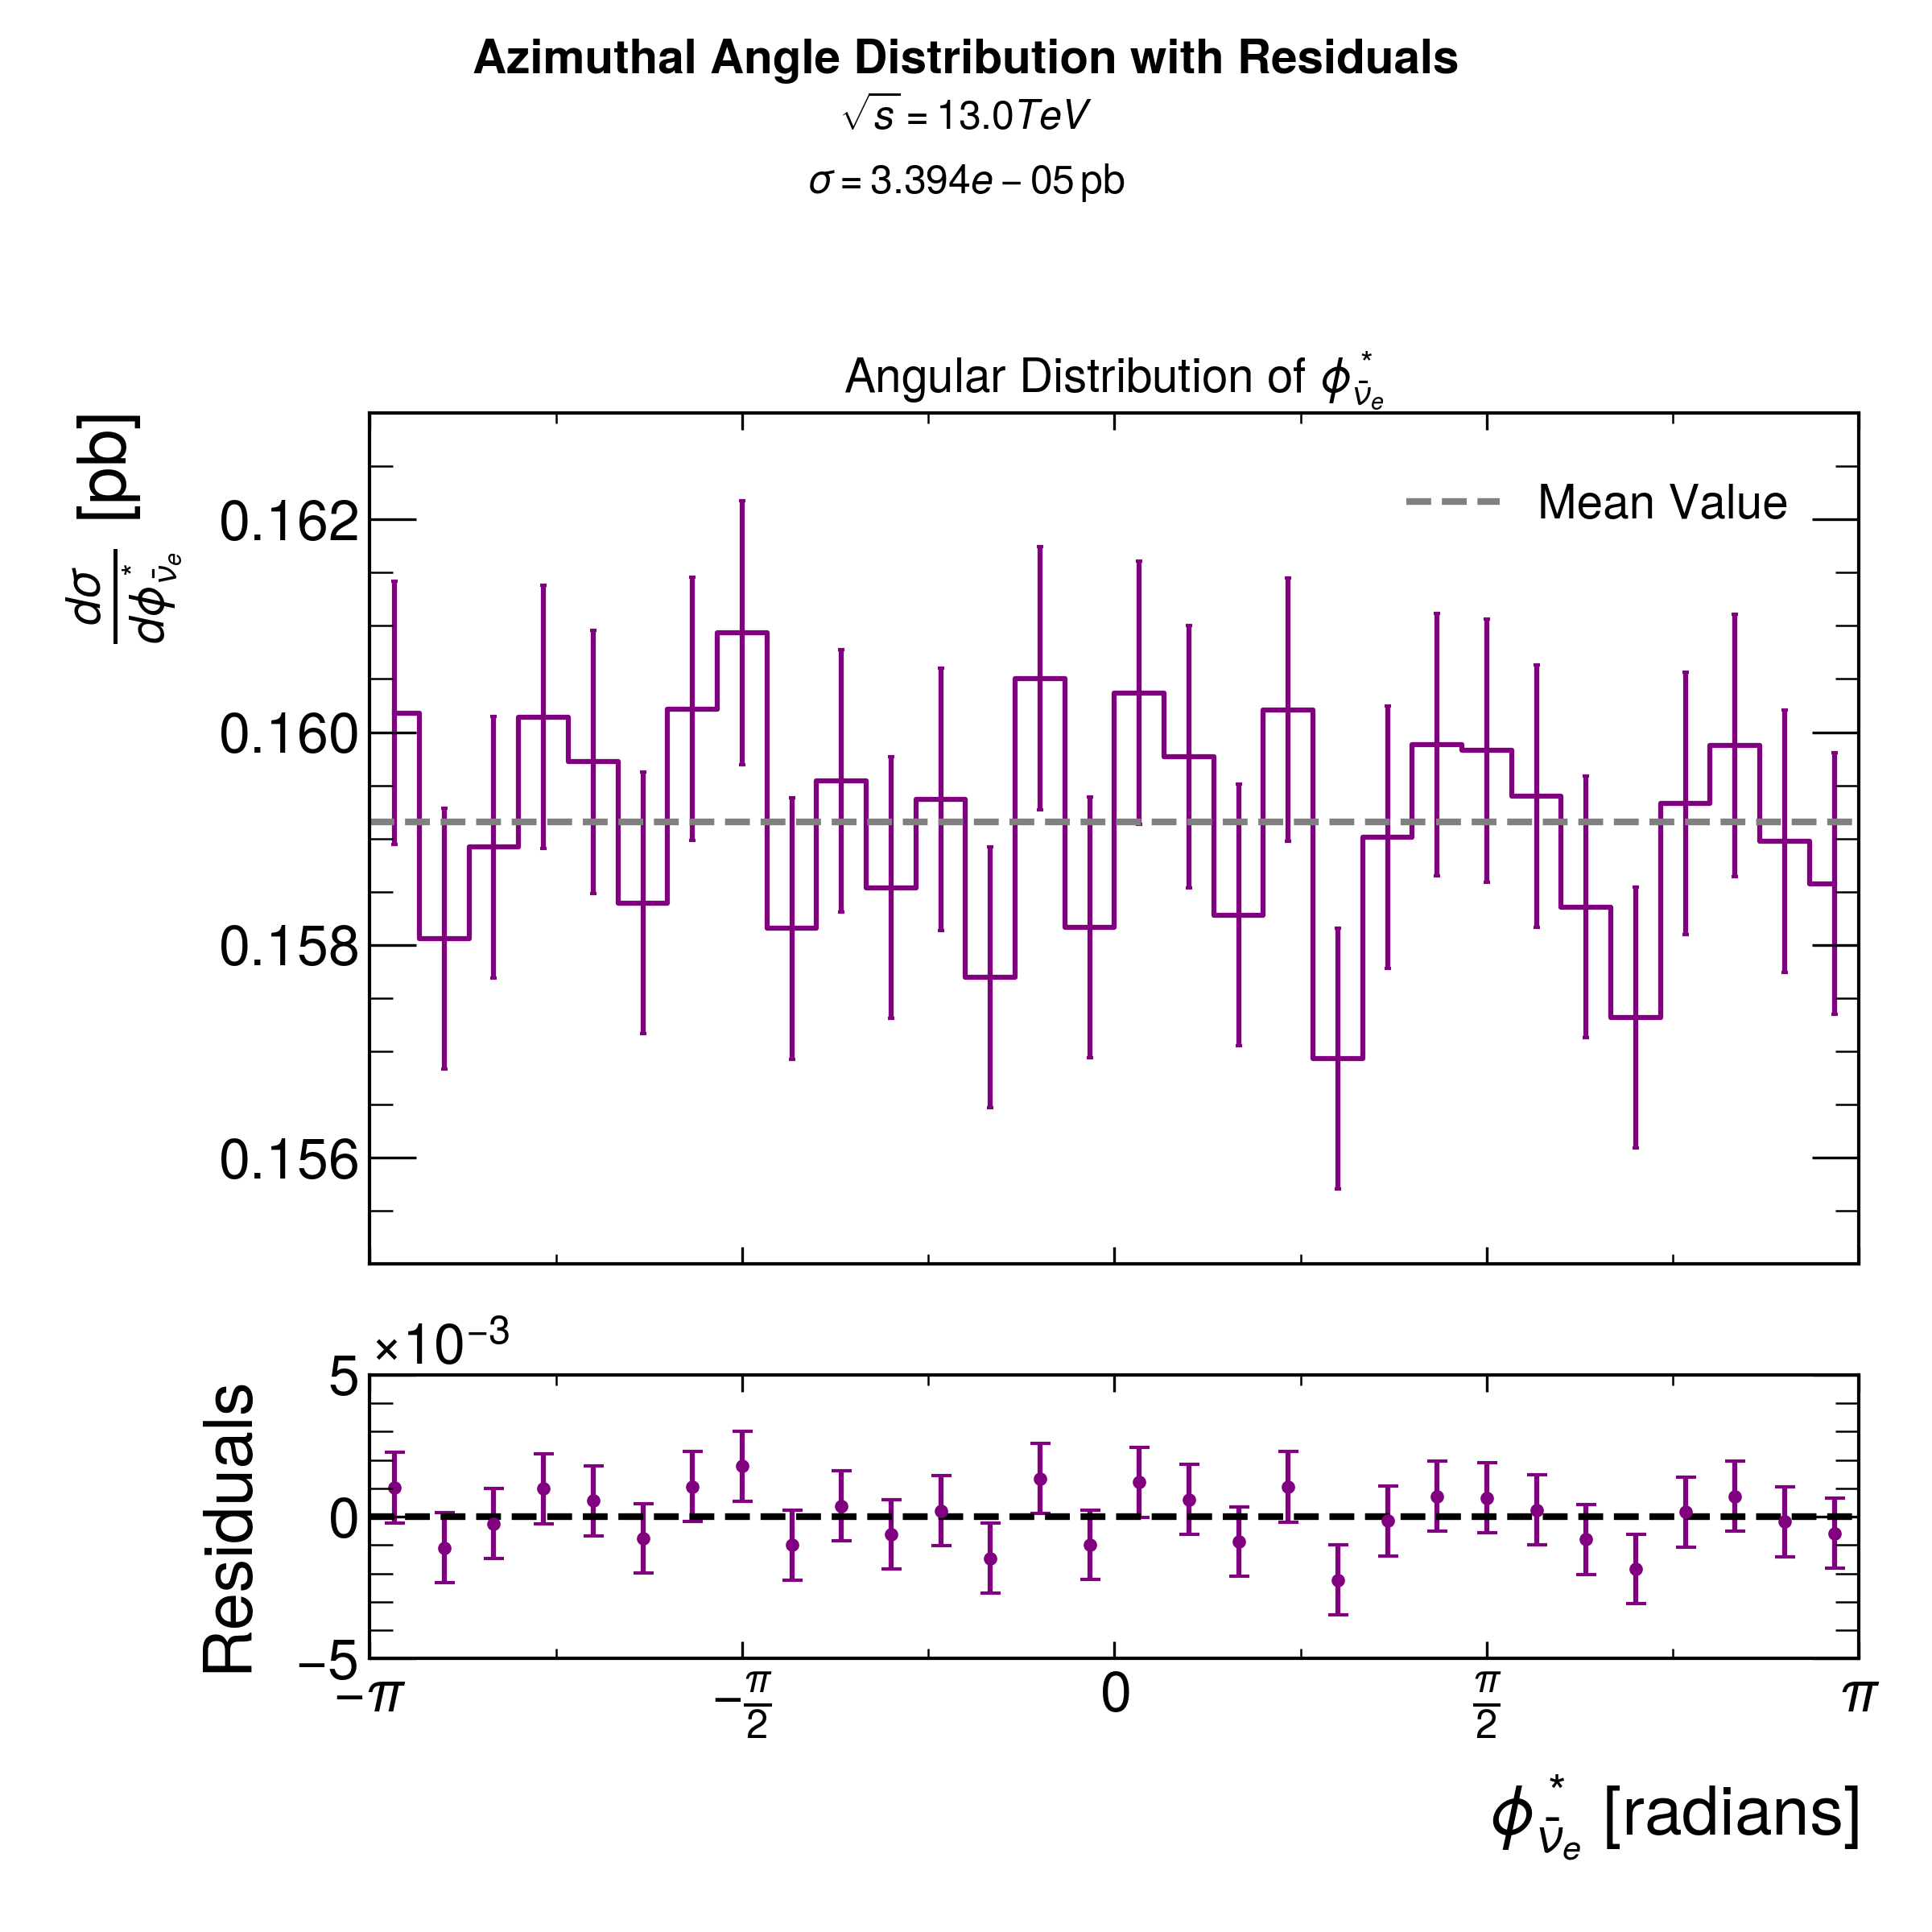 Azimuthal Angle Distribution with Residuals
√s = 13.0TeV
σ = 3.394e − 05 pb
Angular Distribution of ϕ*ν̄e
dσ/dϕ*ν̄e [pb]
Mean Value
0.162
0.160
0.158
0.156
×10⁻³
Residuals
5
0
−5
−π
−π/2
0
π/2
π
ϕ*ν̄e [radians]